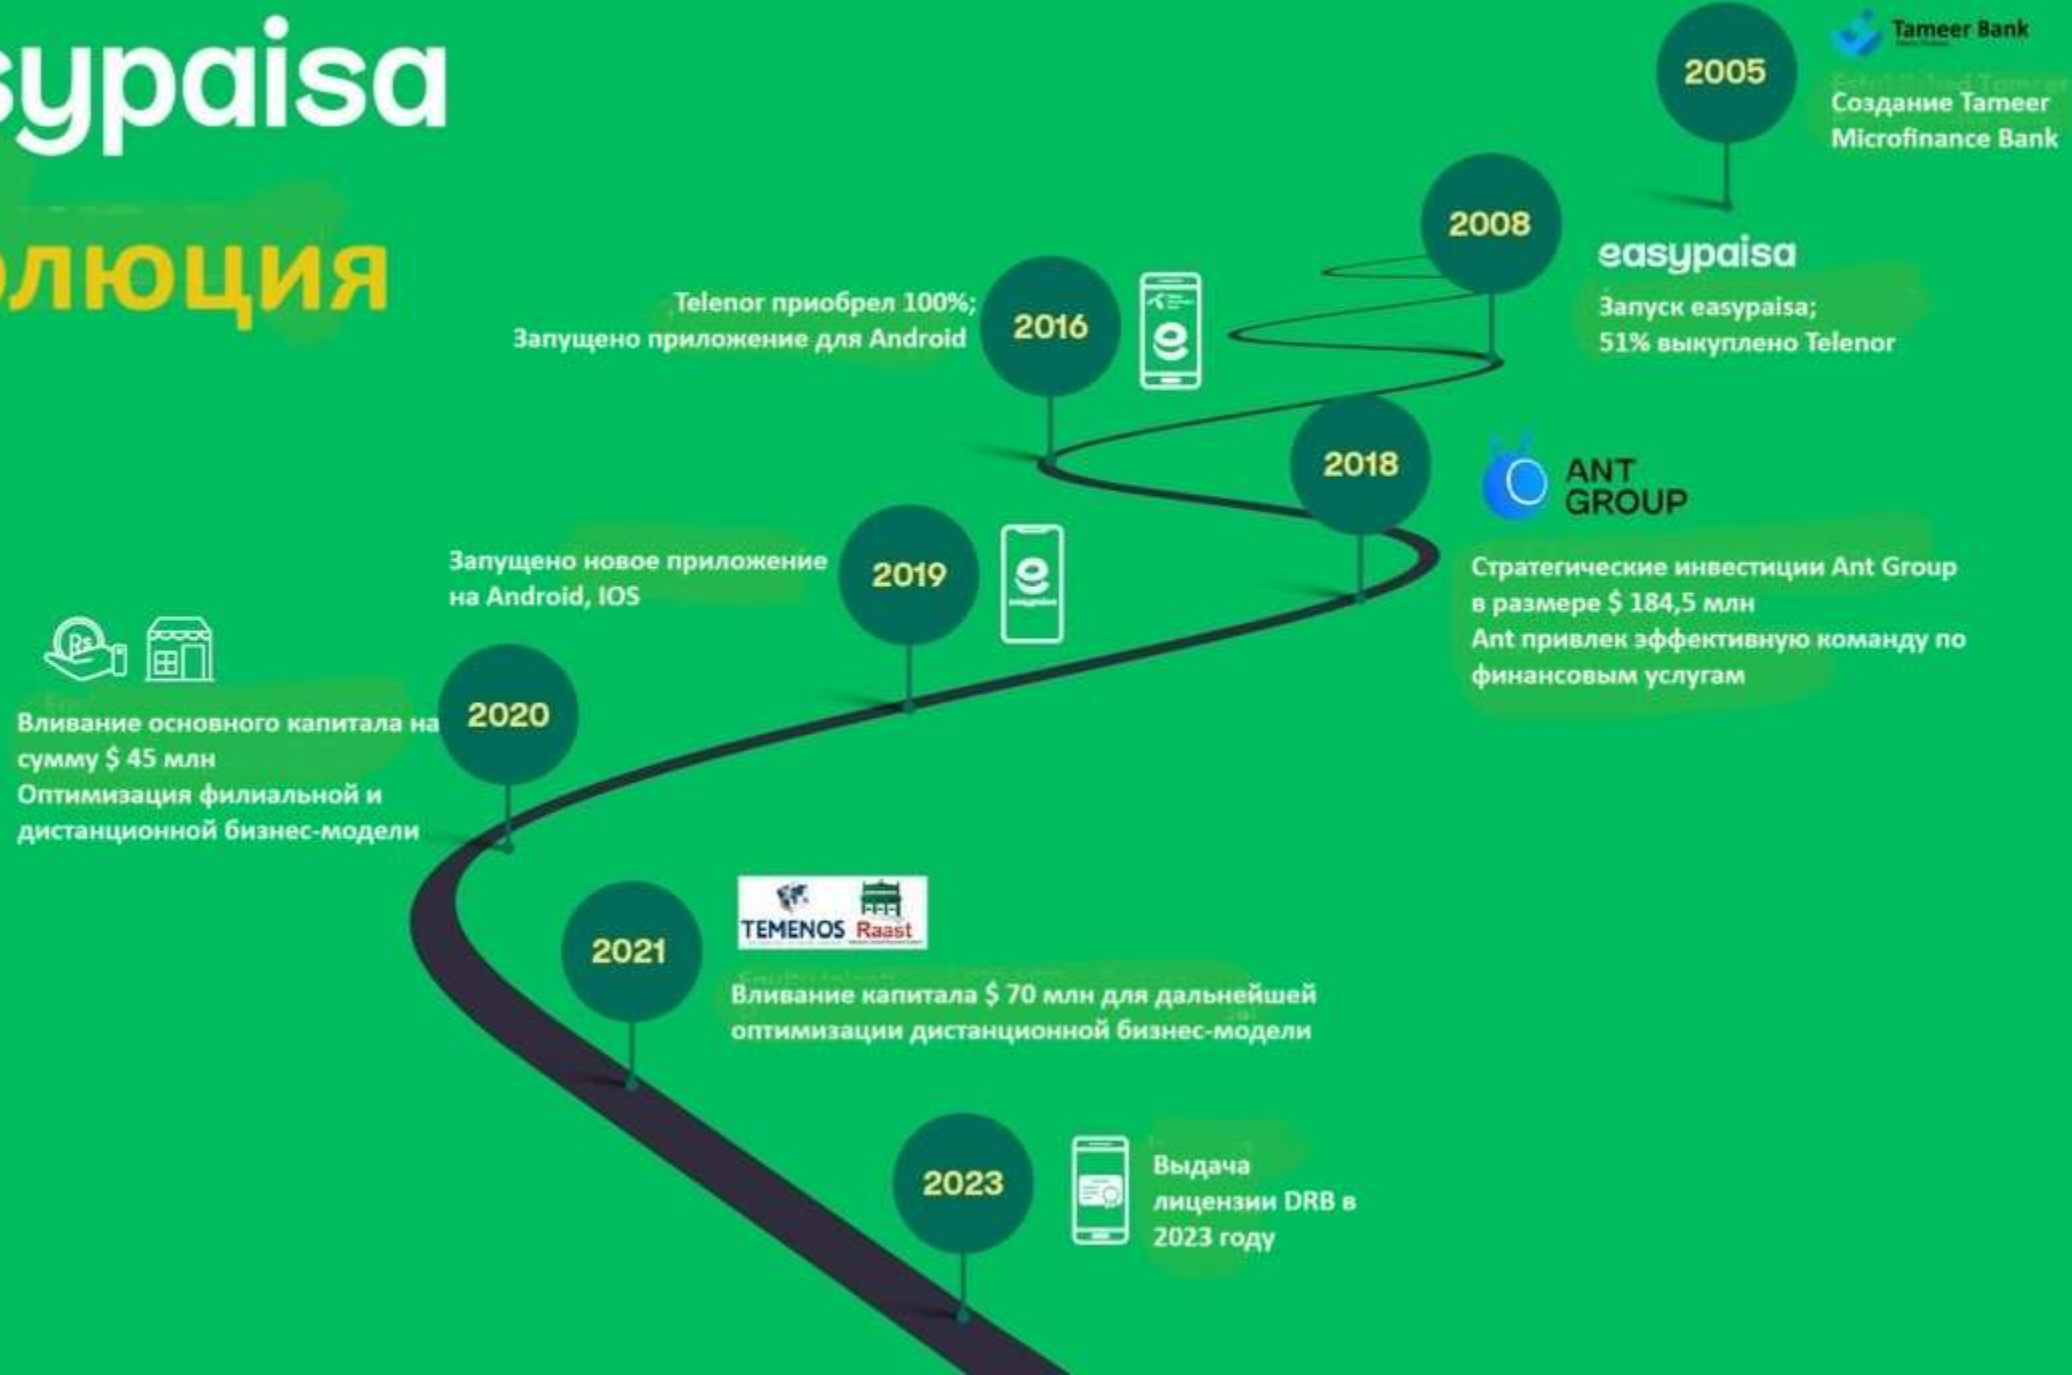 sypaisa
олюция
2005
Tameer Bank
Создание Tameer
Microfinance Bank
2008
easypaisa
Запуск easypaisa;
51% выкуплено Telenor
Telenor приобрел 100%;
Запущено приложение для Android
2016
2018
ANT
GROUP
Стратегические инвестиции Ant Group
в размере $ 184,5 млн
Ant привлек эффективную команду по
финансовым услугам
Запущено новое приложение
на Android, IOS
2019
Rs
Вливание основного капитала на
сумму $ 45 млн
Оптимизация филиальной и
дистанционной бизнес-модели
2020
2021
TEMENOS Raast
Вливание капитала $ 70 млн для дальнейшей
оптимизации дистанционной бизнес-модели
2023
Выдача
лицензии DRB в
2023 году